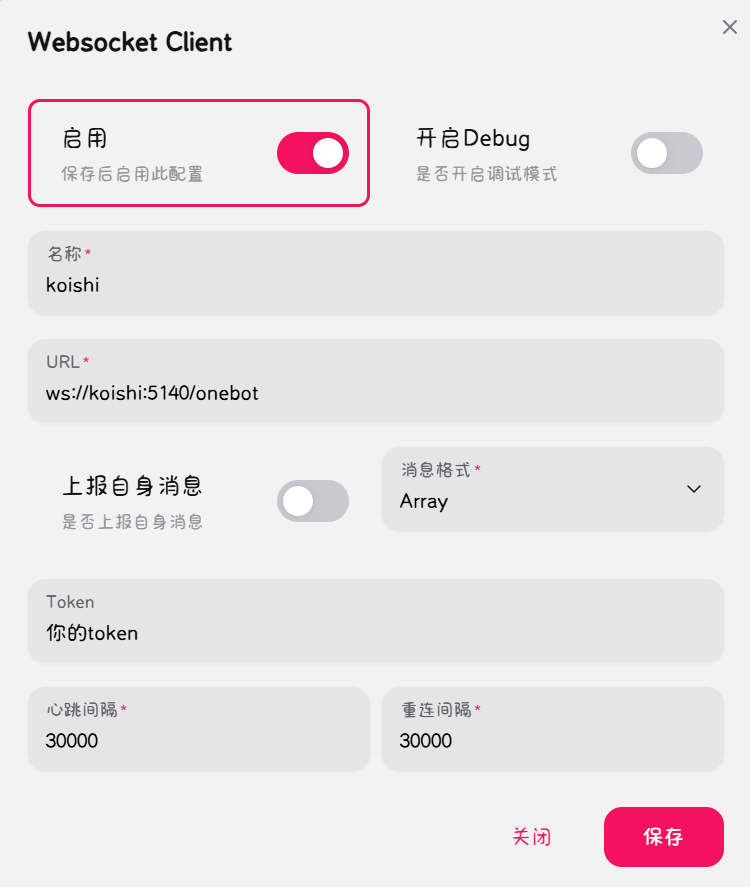 Websocket Client
启用
保存后启用此配置
开启Debug
是否开启调试模式
名称*
koishi
URL*
ws://koishi:5140/onebot
上报自身消息
是否上报自身消息
消息格式*
Array
Token
你的token
心跳间隔*
30000
重连间隔*
30000
关闭
保存